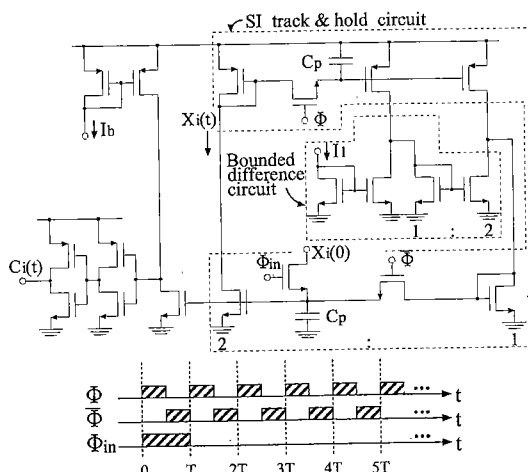 SI track & hold circuit
Cp
Xi(t)
Φ
Ib
Ii
Bounded
difference
circuit
1 : 2
Ci(t)
Xi(0)
Φin
Φ̅
Cp
2 : 1
Φ t
Φ̅ t
Φin t
0 T 2T 3T 4T 5T